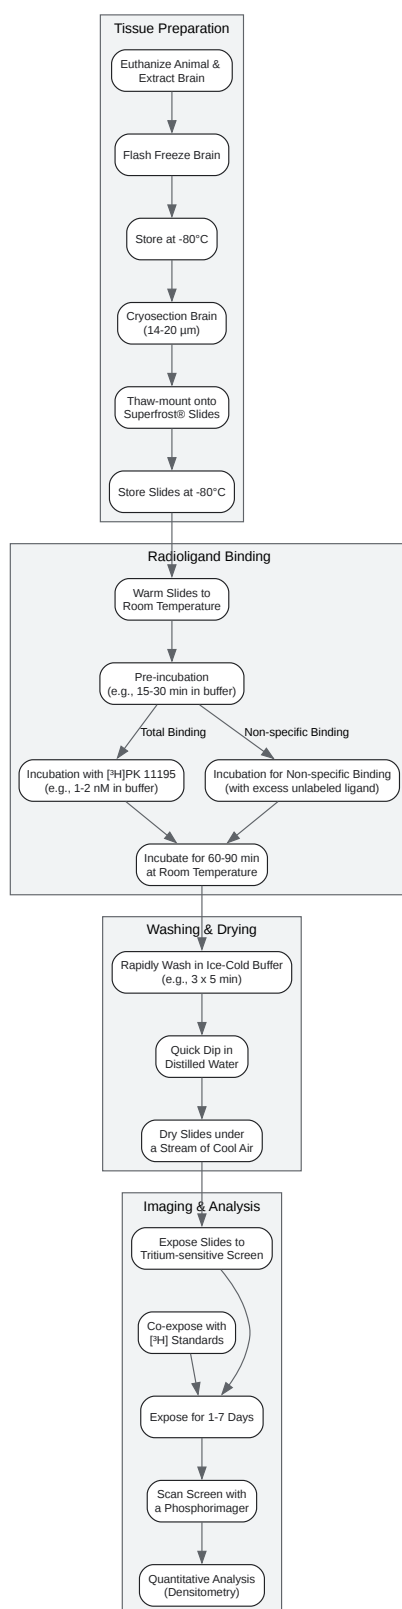 Tissue Preparation
Euthanize Animal &
Extract Brain
Flash Freeze Brain
Store at -80°C
Cryosection Brain
(14-20 µm)
Thaw-mount onto
Superfrost® Slides
Store Slides at -80°C
Radioligand Binding
Warm Slides to
Room Temperature
Pre-incubation
(e.g., 15-30 min in buffer)
Total Binding
Non-specific Binding
Incubation with [³H]PK 11195
(e.g., 1-2 nM in buffer)
Incubation for Non-specific Binding
(with excess unlabeled ligand)
Incubate for 60-90 min
at Room Temperature
Washing & Drying
Rapidly Wash in Ice-Cold Buffer
(e.g., 3 x 5 min)
Quick Dip in
Distilled Water
Dry Slides under
a Stream of Cool Air
Imaging & Analysis
Expose Slides to
Tritium-sensitive Screen
Co-expose with
[³H] Standards
Expose for 1-7 Days
Scan Screen with
a Phosphorimager
Quantitative Analysis
(Densitometry)